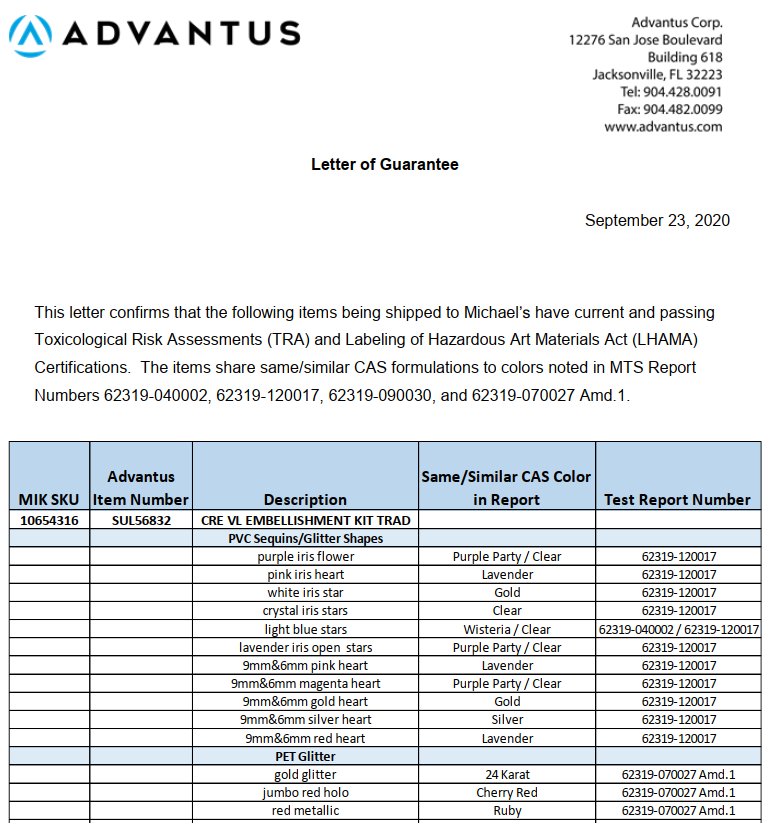 ADVANTUS
Advantus Corp.
12276 San Jose Boulevard
Building 618
Jacksonville, FL 32223
Tel: 904.428.0091
Fax: 904.482.0099
www.advantus.com
Letter of Guarantee
September 23, 2020
This letter confirms that the following items being shipped to Michael's have current and passing
Toxicological Risk Assessments (TRA) and Labeling of Hazardous Art Materials Act (LHAMA)
Certifications.  The items share same/similar CAS formulations to colors noted in MTS Report
Numbers 62319-040002, 62319-120017, 62319-090030, and 62319-070027 Amd.1.
MIK SKU Advantus Item Number Description Same/Similar CAS Color in Report Test Report Number
10654316 SUL56832 CRE VL EMBELLISHMENT KIT TRAD
PVC Sequins/Glitter Shapes
purple iris flower Purple Party / Clear 62319-120017
pink iris heart Lavender 62319-120017
white iris star Gold 62319-120017
crystal iris stars Clear 62319-120017
light blue stars Wisteria / Clear 62319-040002 / 62319-120017
lavender iris open stars Purple Party / Clear 62319-120017
9mm&6mm pink heart Lavender 62319-120017
9mm&6mm magenta heart Purple Party / Clear 62319-120017
9mm&6mm gold heart Gold 62319-120017
9mm&6mm silver heart Silver 62319-120017
9mm&6mm red heart Lavender 62319-120017
PET Glitter
gold glitter 24 Karat 62319-070027 Amd.1
jumbo red holo Cherry Red 62319-070027 Amd.1
red metallic Ruby 62319-070027 Amd.1